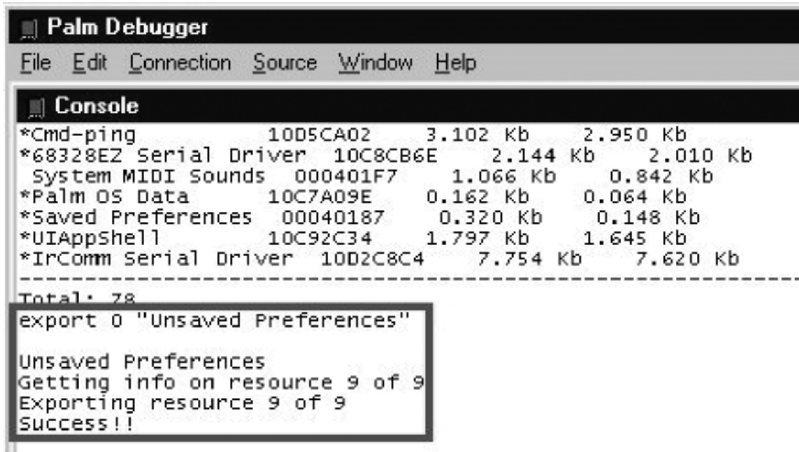 Palm Debugger
File Edit Connection Source Window Help
Console
*Cmd-ping 10D5CA02 3.102 Kb 2.950 Kb
*68328EZ Serial Driver 10C8CB6E 2.144 Kb 2.010 Kb
System MIDI Sounds 000401F7 1.066 Kb 0.842 Kb
*Palm OS Data 10C7A09E 0.162 Kb 0.064 Kb
*Saved Preferences 00040187 0.320 Kb 0.148 Kb
*UIAppShell 10C92C34 1.797 Kb 1.645 Kb
*IrComm Serial Driver 10D2C8C4 7.754 Kb 7.620 Kb
--------------------------------------------------------------
Total: 78
export 0 "Unsaved Preferences"
Unsaved Preferences
Getting info on resource 9 of 9
Exporting resource 9 of 9
Success!!